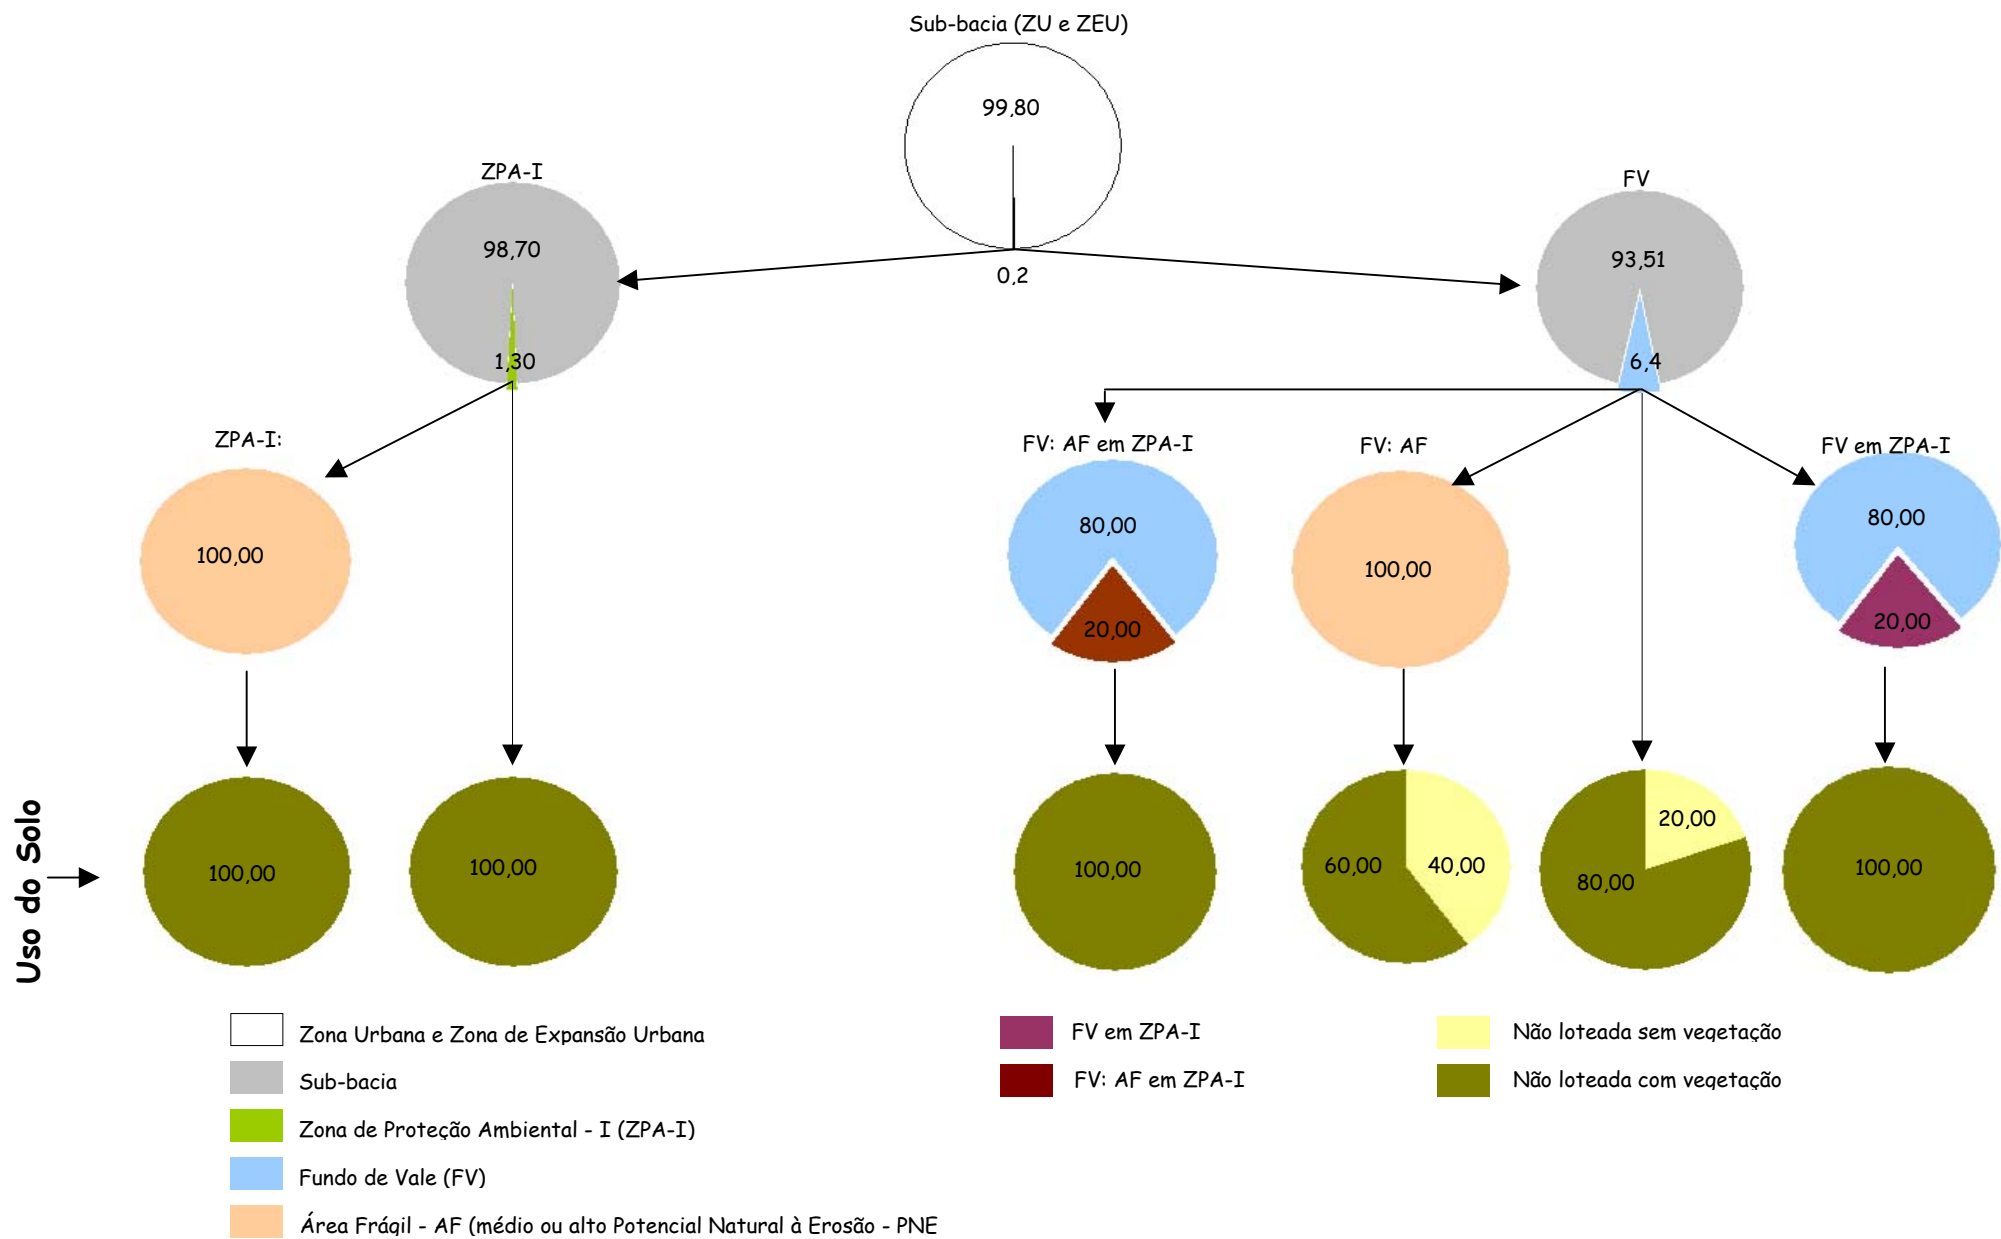 Sub-bacia (ZU e ZEU)
99,80
0,2
ZPA-I
98,70
1,30
FV
93,51
6,4
ZPA-I:
100,00
FV: AF em ZPA-I
80,00
20,00
FV: AF
100,00
FV em ZPA-I
80,00
20,00
Uso do Solo
100,00
100,00
100,00
60,00
40,00
20,00
80,00
100,00
Zona Urbana e Zona de Expansão Urbana
Sub-bacia
Zona de Proteção Ambiental - I (ZPA-I)
Fundo de Vale (FV)
Área Frágil - AF (médio ou alto Potencial Natural à Erosão - PNE
FV em ZPA-I
FV: AF em ZPA-I
Não loteada sem vegetação
Não loteada com vegetação